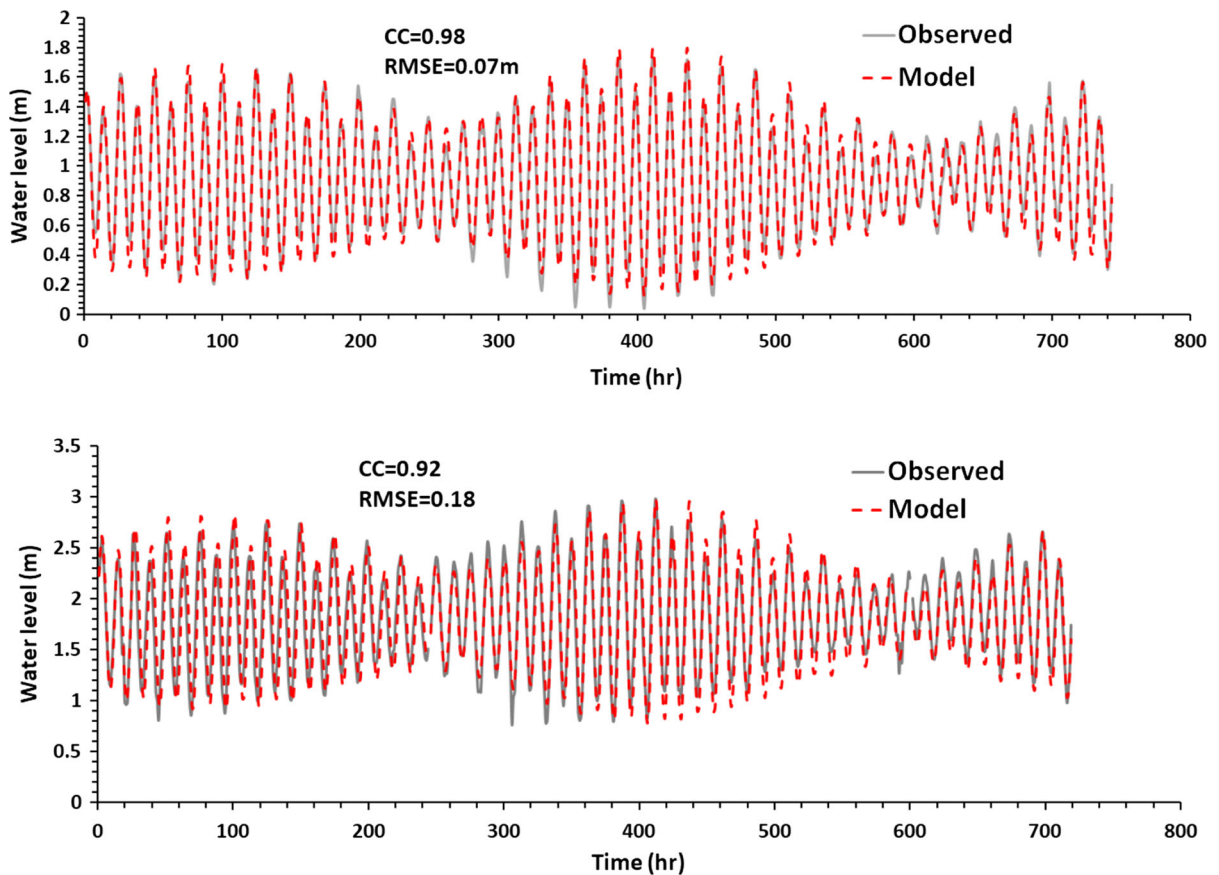 2
1.8
1.6
1.4
1.2
1
0.8
0.6
0.4
0.2
0
Water level (m)
CC=0.98
RMSE=0.07m
Observed
Model
0 100 200 300 400 500 600 700 800
Time (hr)
3.5
3
2.5
2
1.5
1
0.5
0
Water level (m)
CC=0.92
RMSE=0.18
Observed
Model
0 100 200 300 400 500 600 700 800
Time (hr)